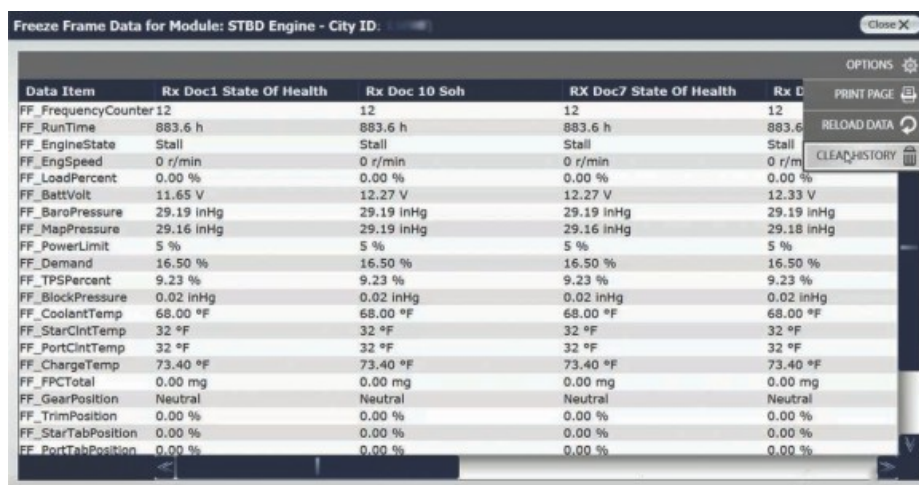 Freeze Frame Data for Module: STBD Engine - City ID:
Close X
OPTIONS
PRINT PAGE
RELOAD DATA
CLEAR HISTORY
Data Item Rx Doc1 State Of Health Rx Doc 10 Soh RX Doc7 State Of Health Rx D
FF_FrequencyCounter 12 12 12 12
FF_RunTime 883.6 h 883.6 h 883.6 h 883.6
FF_EngineState Stall Stall Stall Stall
FF_EngSpeed 0 r/min 0 r/min 0 r/min 0 r/m
FF_LoadPercent 0.00 % 0.00 % 0.00 % 0.00 %
FF_BattVolt 11.65 V 12.27 V 12.27 V 12.33 V
FF_BaroPressure 29.19 inHg 29.19 inHg 29.19 inHg 29.19 inHg
FF_MapPressure 29.16 inHg 29.19 inHg 29.16 inHg 29.18 inHg
FF_PowerLimit 5 % 5 % 5 % 5 %
FF_Demand 16.50 % 16.50 % 16.50 % 16.50 %
FF_TPSPercent 9.23 % 9.23 % 9.23 % 9.23 %
FF_BlockPressure 0.02 inHg 0.02 inHg 0.02 inHg 0.02 inHg
FF_CoolantTemp 68.00 °F 68.00 °F 68.00 °F 68.00 °F
FF_StarClntTemp 32 °F 32 °F 32 °F 32 °F
FF_PortClntTemp 32 °F 32 °F 32 °F 32 °F
FF_ChargeTemp 73.40 °F 73.40 °F 73.40 °F 73.40 °F
FF_FPCTotal 0.00 mg 0.00 mg 0.00 mg 0.00 mg
FF_GearPosition Neutral Neutral Neutral Neutral
FF_TrimPosition 0.00 % 0.00 % 0.00 % 0.00 %
FF_StarTabPosition 0.00 % 0.00 % 0.00 % 0.00 %
FF_PortTabPosition 0.00 % 0.00 % 0.00 % 0.00 %